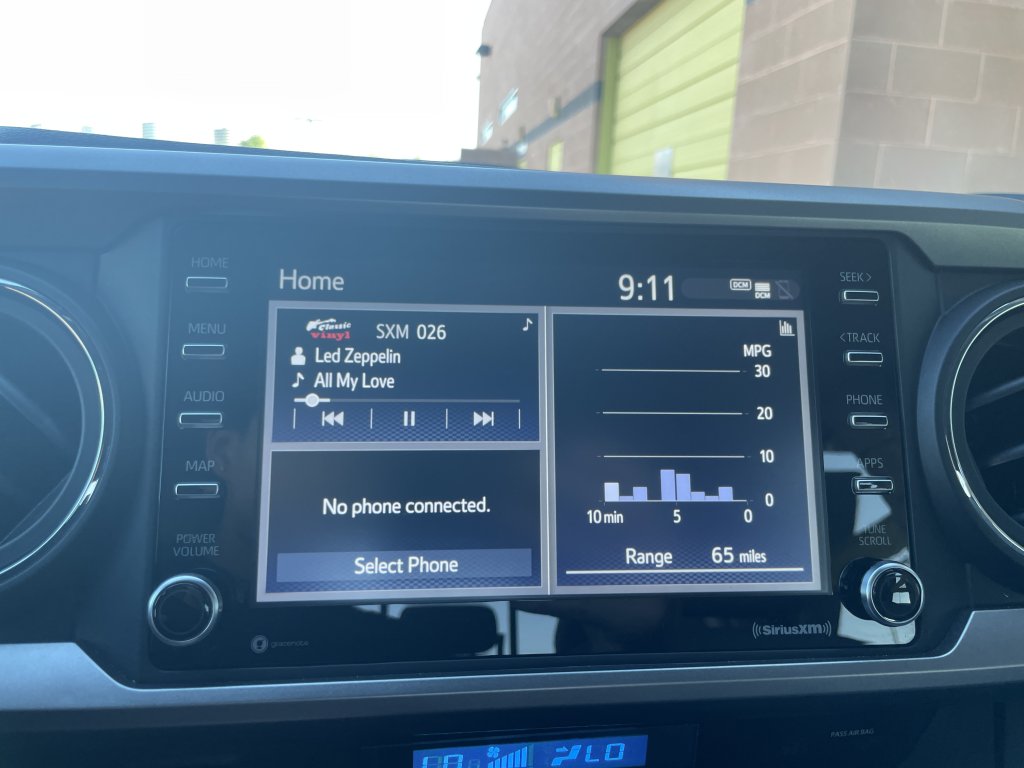 HOME
Home
9:11
DCM
DCM
SEEK >
MENU
Classic
vinyl
SXM 026
Led Zeppelin
All My Love
MPG
30
20
10
0
10 min 5 0
Range 65 miles
< TRACK
AUDIO
PHONE
MAP
No phone connected.
Select Phone
APPS
POWER
VOLUME
TUNE
SCROLL
gracenote
SiriusXM
PASS AIR BAG
LO